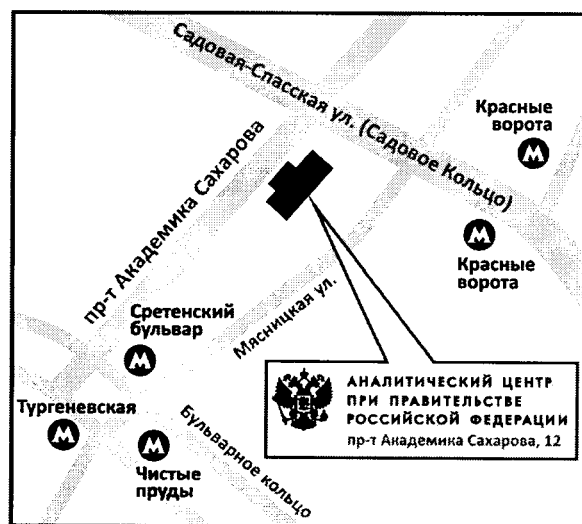 Садовая-Спасская ул. (Садовое Кольцо)
Красные
ворота
М
пр-т Академика Сахарова
М
Красные
ворота
Мясницкая ул.
Сретенский
бульвар
М
АНАЛИТИЧЕСКИЙ ЦЕНТР
ПРИ ПРАВИТЕЛЬСТВЕ
РОССИЙСКОЙ ФЕДЕРАЦИИ
пр-т Академика Сахарова, 12
Тургеневская
М
М
Чистые
пруды
Бульварное кольцо